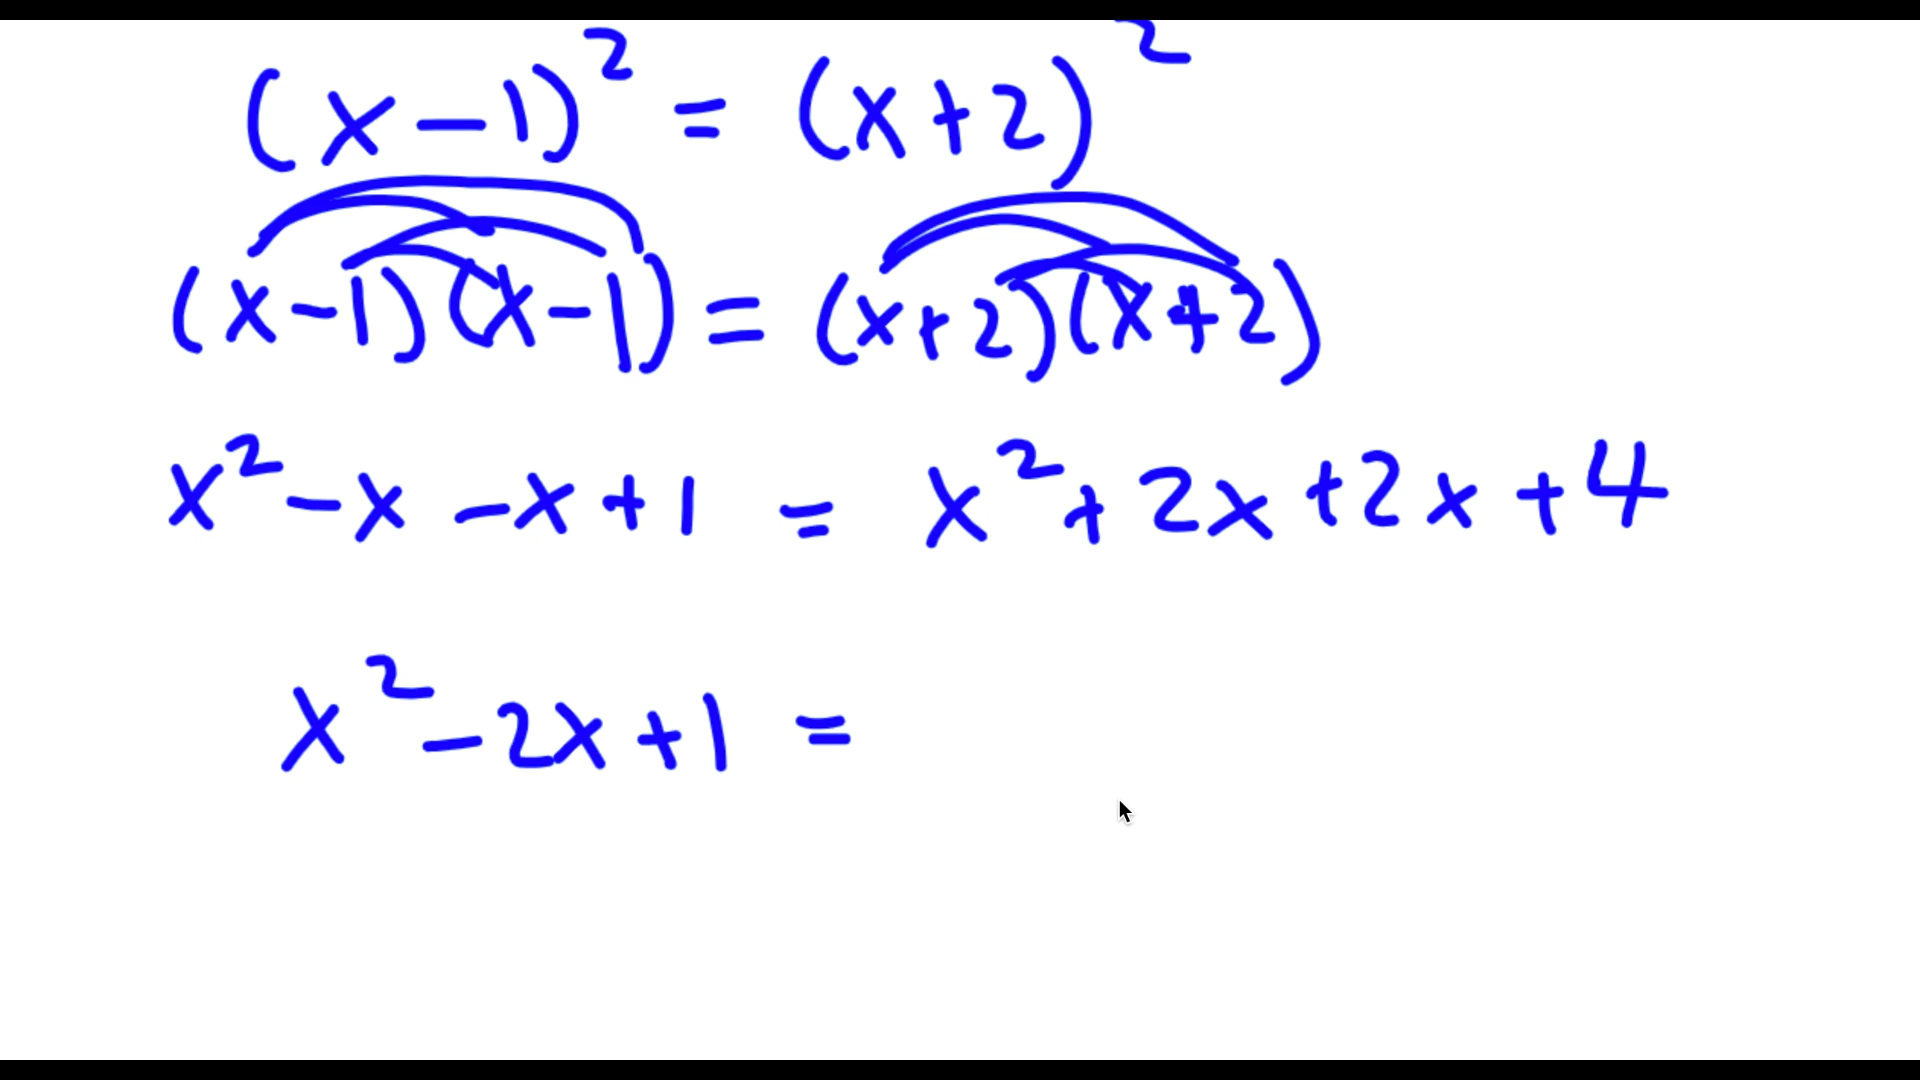 (x-1)² = (x+2)²
(x-1)(x-1) = (x+2)(x+2)
x²-x-x+1 = x²+2x+2x+4
x²-2x+1 =